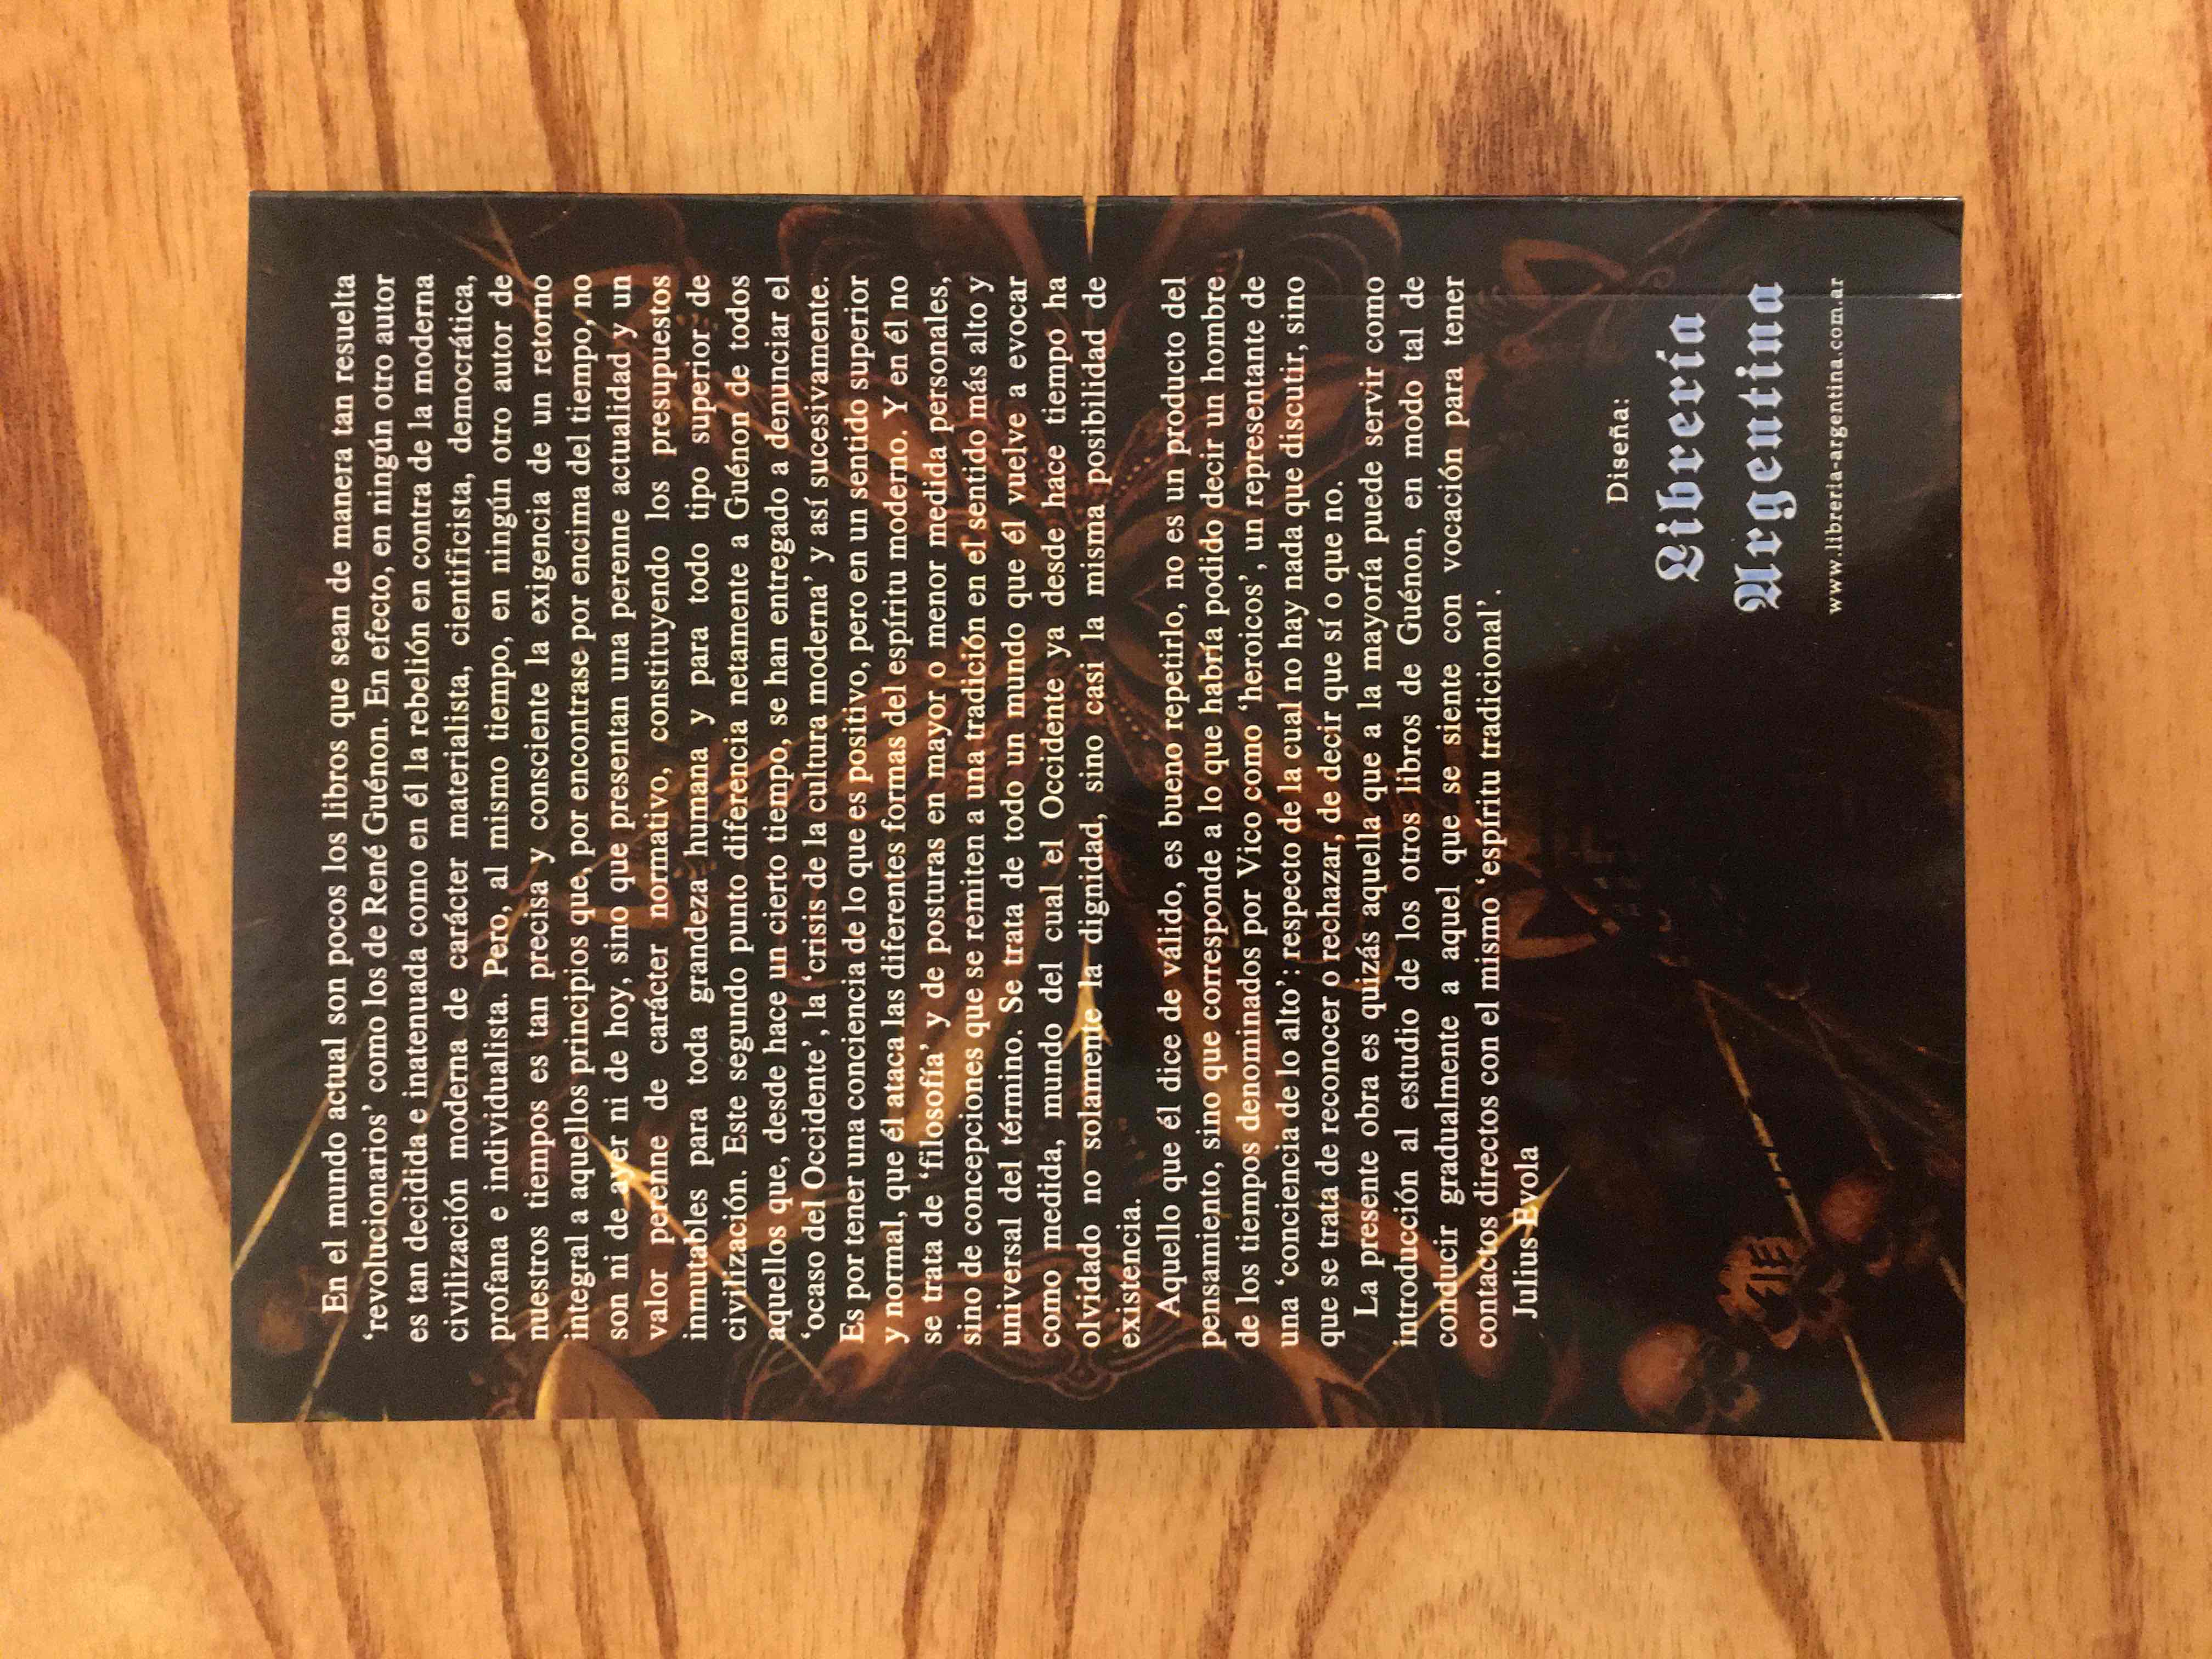 En el mundo actual son pocos los libros que sean de manera tan resuelta
‘revolucionarios’ como los de René Guénon. En efecto, en ningún otro autor
es tan decidida e inatenuada como en él la rebelión en contra de la moderna
civilización moderna de carácter materialista, cientificista, democrática,
profana e individualista. Pero, al mismo tiempo, en ningún otro autor de
nuestros tiempos es tan precisa y consciente la exigencia de un retorno
integral a aquellos principios que, por encontrarse por encima del tiempo, no
son ni de ayer ni de hoy, sino que presentan una perenne actualidad y un
valor perenne de carácter normativo, constituyendo los presupuestos
inmutables para toda grandeza humana y para todo tipo superior de
civilización. Este segundo punto diferencia netamente a Guénon de todos
aquellos que, desde hace un cierto tiempo, se han entregado a denunciar el
‘ocaso del Occidente’, la ‘crisis de la cultura moderna’ y así sucesivamente.
Es por tener una conciencia de lo que es positivo, pero en un sentido superior
y normal, que él ataca las diferentes formas del espíritu moderno. Y en él no
se trata de ‘filosofía’ y de posturas en mayor o menor medida personales,
sino de concepciones que se remiten a una tradición en el sentido más alto y
universal del término. Se trata de todo un mundo que él vuelve a evocar
como medida, mundo del cual el Occidente ya desde hace tiempo ha
olvidado no solamente la dignidad, sino casi la misma posibilidad de
existencia.
Aquello que él dice de válido, es bueno repetirlo, no es un producto del
pensamiento, sino que corresponde a lo que habría podido decir un hombre
de los tiempos denominados por Vico como ‘heroicos’, un representante de
una ‘conciencia de lo alto’: respecto de la cual no hay nada que discutir, sino
que se trata de reconocer o rechazar, de decir que sí o que no.
La presente obra es quizás aquella que a la mayoría puede servir como
introducción al estudio de los otros libros de Guénon, en modo tal de
conducir gradualmente a aquel que se siente con vocación para tener
contactos directos con el mismo ‘espíritu tradicional’.
Julius Evola
Diseña:
Librería
Argentina
www.libreria-argentina.com.ar